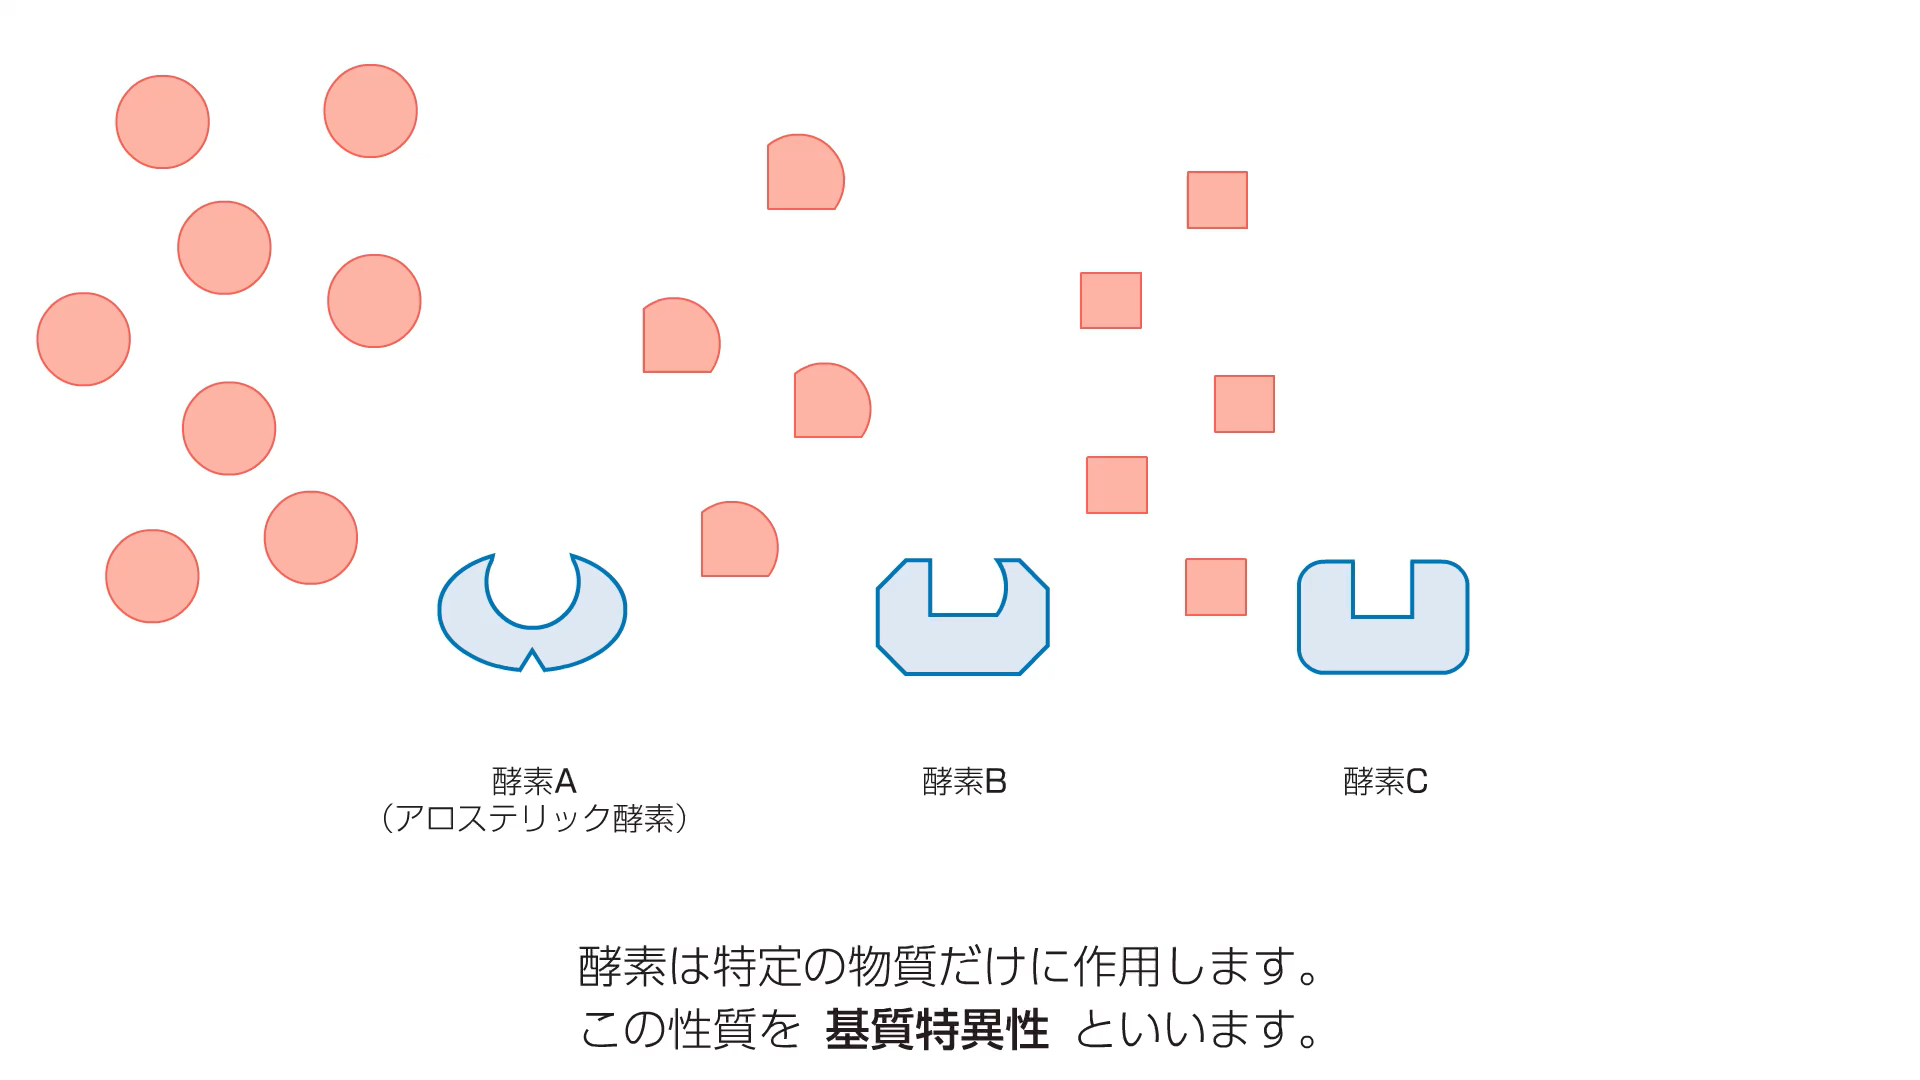 酵素A
（アロステリック酵素）
酵素B
酵素C
酵素は特定の物質だけに作用します。
この性質を 基質特異性 といいます。